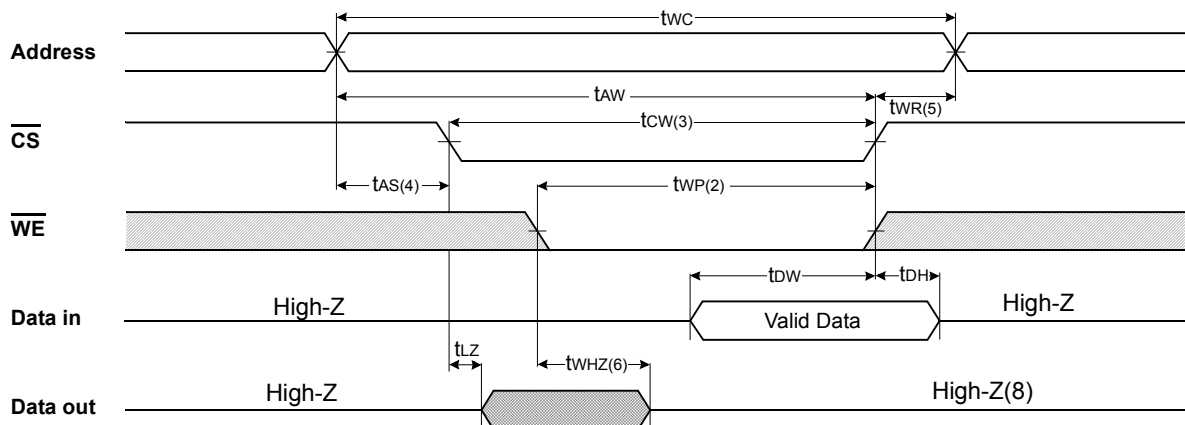 tWC
Address
tAW
tWR(5)
CS
tCW(3)
tAS(4)
tWP(2)
WE
tDW
tDH
Data in
High-Z
Valid Data
High-Z
tLZ
tWHZ(6)
Data out
High-Z
High-Z(8)